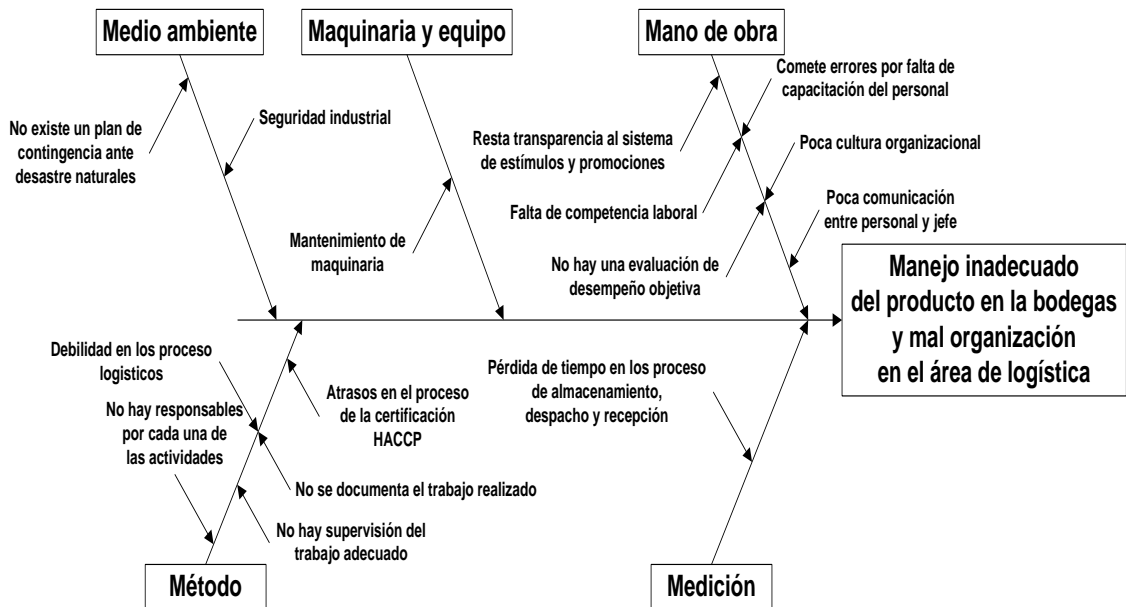 Medio ambiente
Maquinaria y equipo
Mano de obra
No existe un plan de
contingencia ante
desastre naturales
Seguridad industrial
Mantenimiento de
maquinaria
Comete errores por falta de
capacitación del personal
Resta transparencia al sistema
de estímulos y promociones
Poca cultura organizacional
Falta de competencia laboral
Poca comunicación
entre personal y jefe
No hay una evaluación de
desempeño objetiva
Manejo inadecuado
del producto en la bodegas
y mal organización
en el área de logística
Debilidad en los proceso
logísticos
Atrasos en el proceso
de la certificación
HACCP
No hay responsables
por cada una de
las actividades
No se documenta el trabajo realizado
No hay supervisión del
trabajo adecuado
Pérdida de tiempo en los proceso
de almacenamiento,
despacho y recepción
Método
Medición